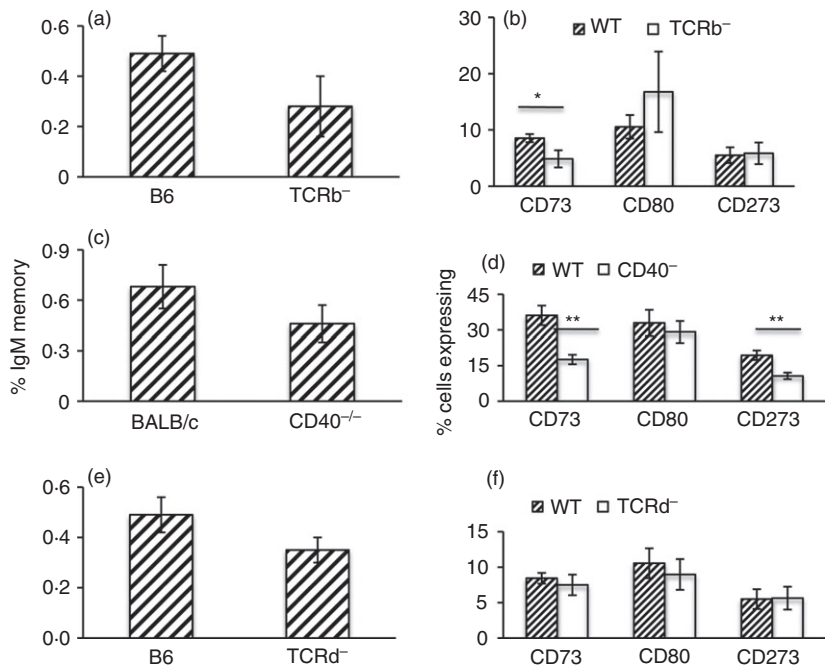 (a)
0·6
0·4
0·2
0
B6
TCRb⁻
(b)
WT
TCRb⁻
30
20
10
0
*
CD73
CD80
CD273
% IgM memory
(c)
0·9
0·6
0·3
0
BALB/c
CD40⁻/⁻
% cells expressing
(d)
WT
CD40⁻
45
30
15
0
**
**
CD73
CD80
CD273
(e)
0·6
0·4
0·2
0·0
B6
TCRd⁻
(f)
WT
TCRd⁻
15
10
5
0
CD73
CD80
CD273